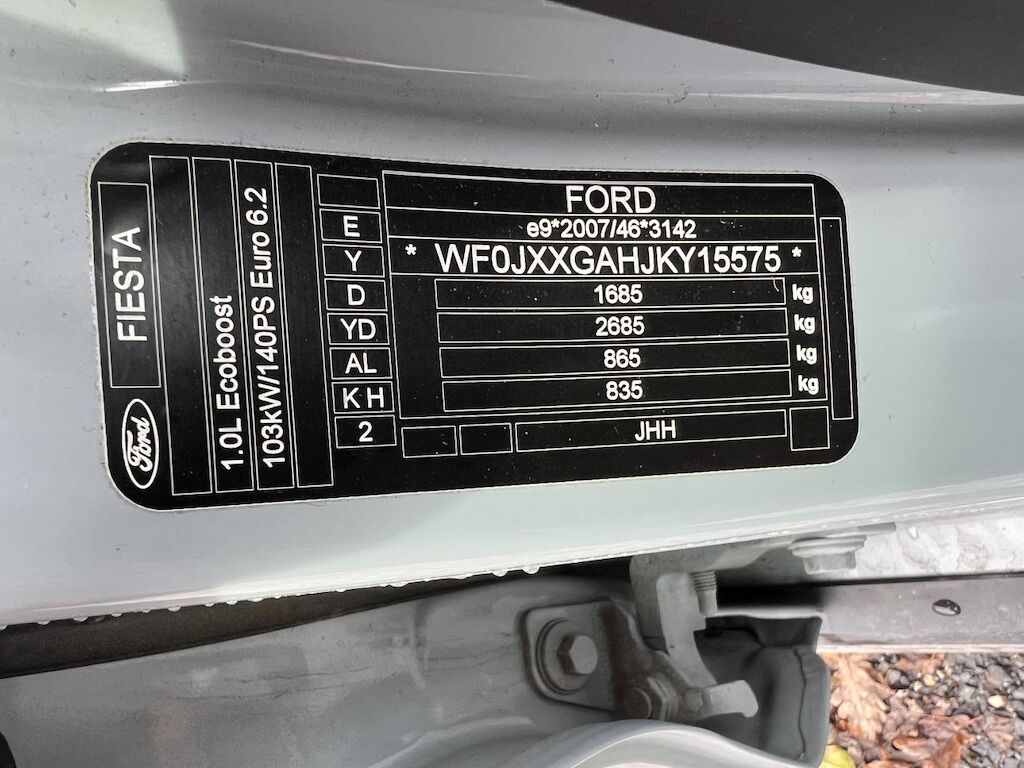 FORD
e9*2007/46*3142
* WF0JXXGAHJKY15575 *
1685 kg
2685 kg
865 kg
835 kg
JHH
E
Y
D
YD
AL
KH
2
FIESTA
1.0L Ecoboost
103kW/140PS Euro 6.2
Ford